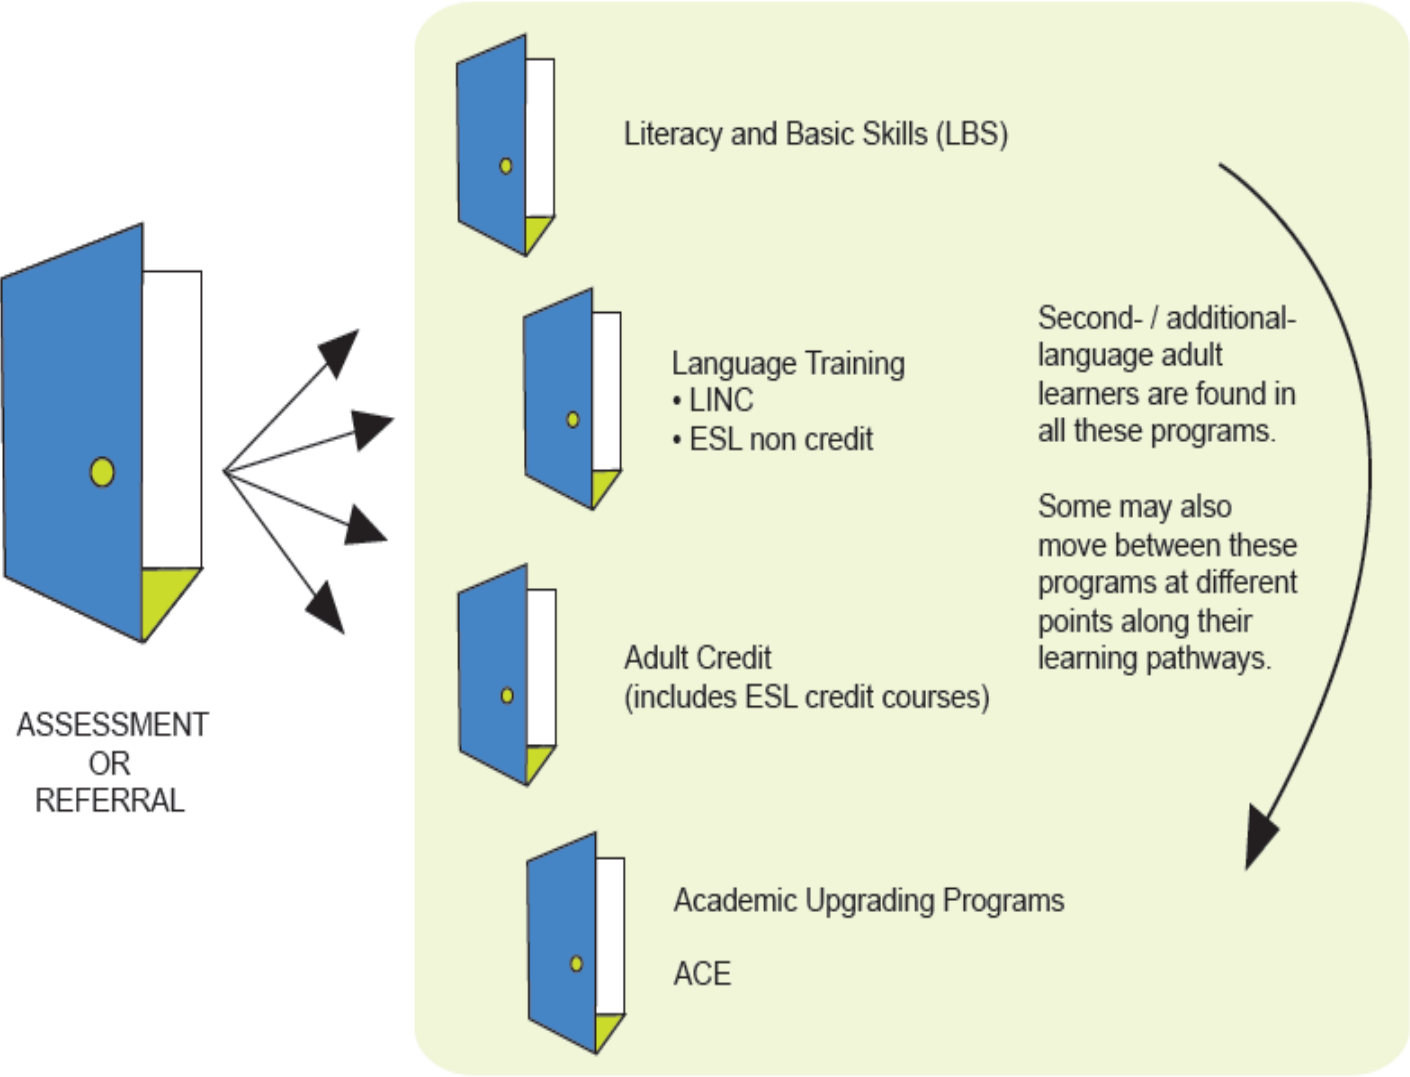 Literacy and Basic Skills (LBS)
Language Training
• LINC
• ESL non credit
Second- / additional-
language adult
learners are found in
all these programs.
Some may also
move between these
programs at different
points along their
learning pathways.
Adult Credit
(includes ESL credit courses)
ASSESSMENT
OR
REFERRAL
Academic Upgrading Programs
ACE